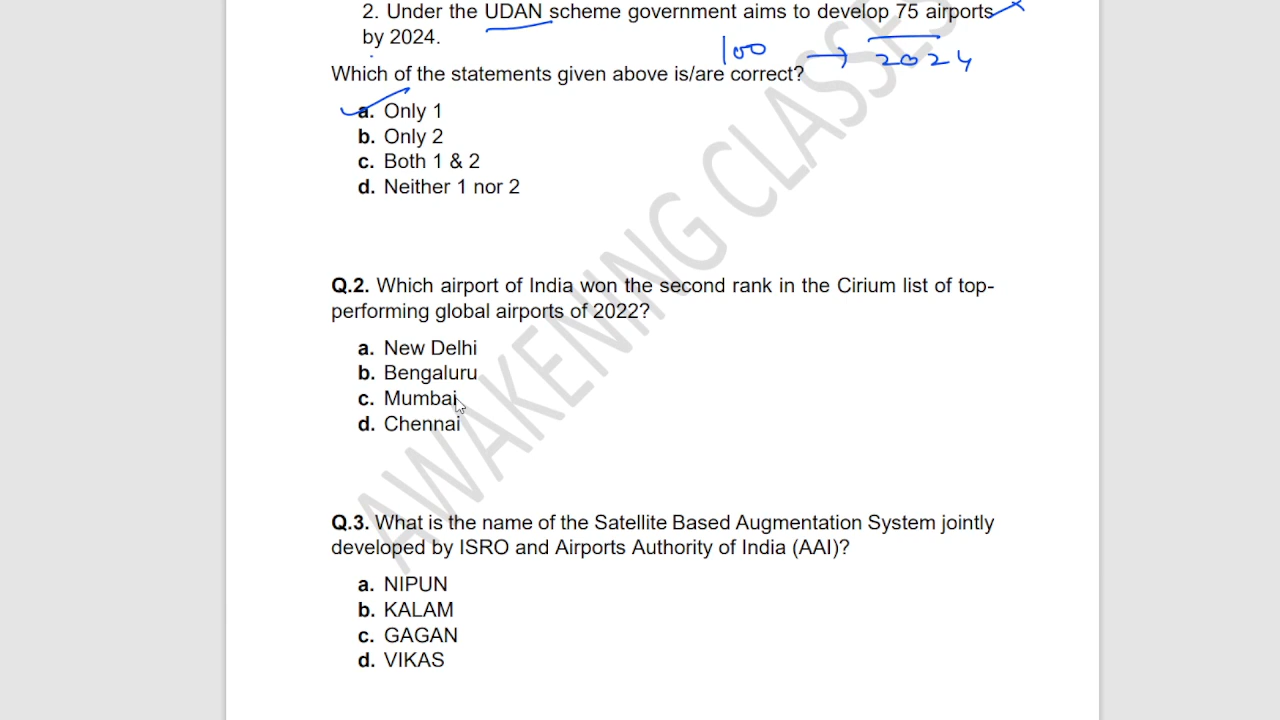 2. Under the UDAN scheme government aims to develop 75 airports
by 2024.
100 → 2024
Which of the statements given above is/are correct?
a. Only 1
b. Only 2
c. Both 1 & 2
d. Neither 1 nor 2
Q.2. Which airport of India won the second rank in the Cirium list of top-
performing global airports of 2022?
a. New Delhi
b. Bengaluru
c. Mumbai
d. Chennai
Q.3. What is the name of the Satellite Based Augmentation System jointly
developed by ISRO and Airports Authority of India (AAI)?
a. NIPUN
b. KALAM
c. GAGAN
d. VIKAS
AWAKENING CLASSES